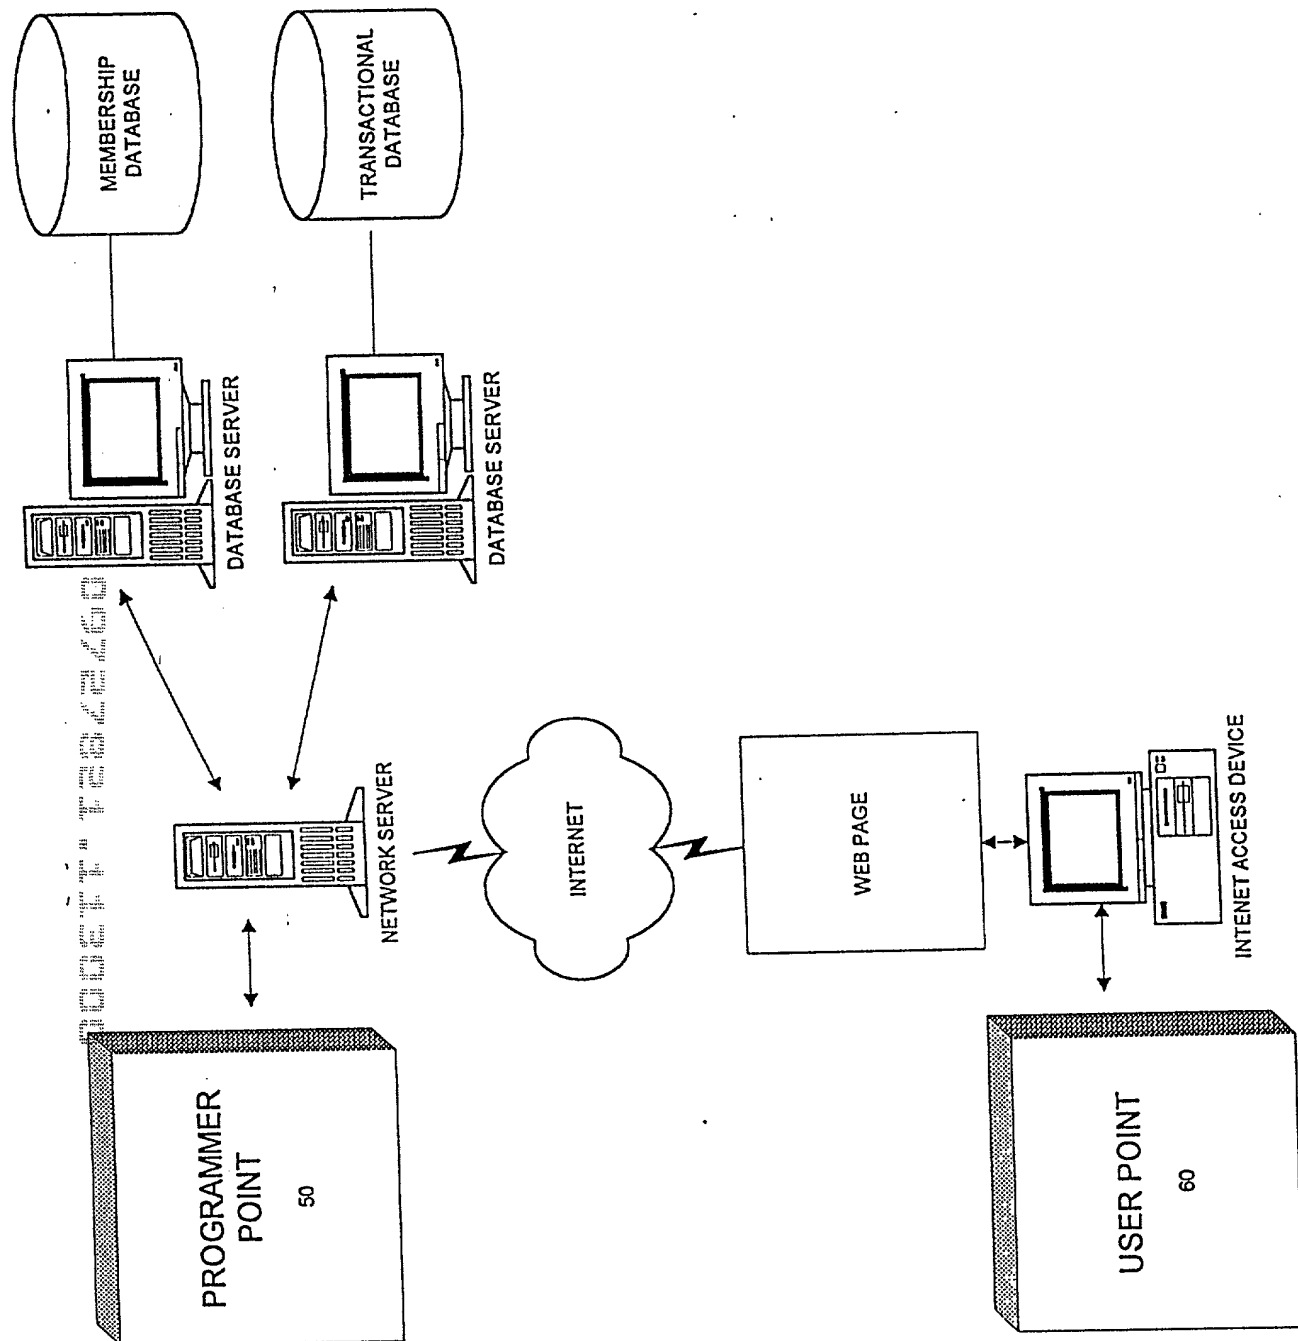 MEMBERSHIP
DATABASE
TRANSACTIONAL
DATABASE
DATABASE SERVER
DATABASE SERVER
NETWORK SERVER
INTERNET
WEB PAGE
INTENET ACCESS DEVICE
PROGRAMMER
POINT
50
USER POINT
60